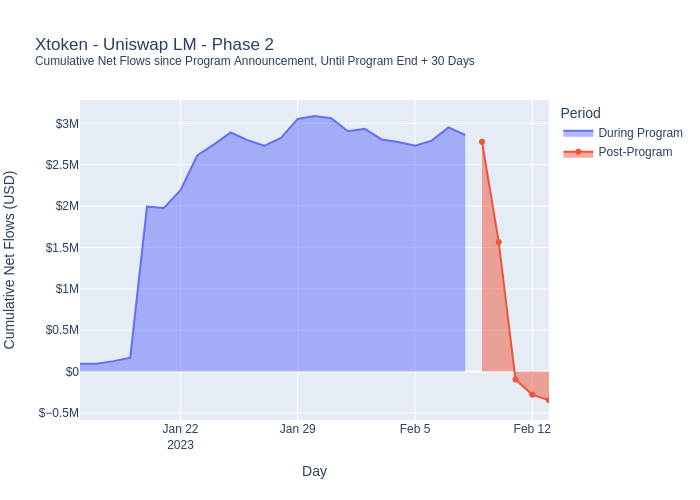 Xtoken - Uniswap LM - Phase 2
Cumulative Net Flows since Program Announcement, Until Program End + 30 Days
Period
During Program
Post-Program
Cumulative Net Flows (USD)
$3M
$2.5M
$2M
$1.5M
$1M
$0.5M
$0
$−0.5M
Jan 22
2023
Jan 29
Feb 5
Feb 12
Day